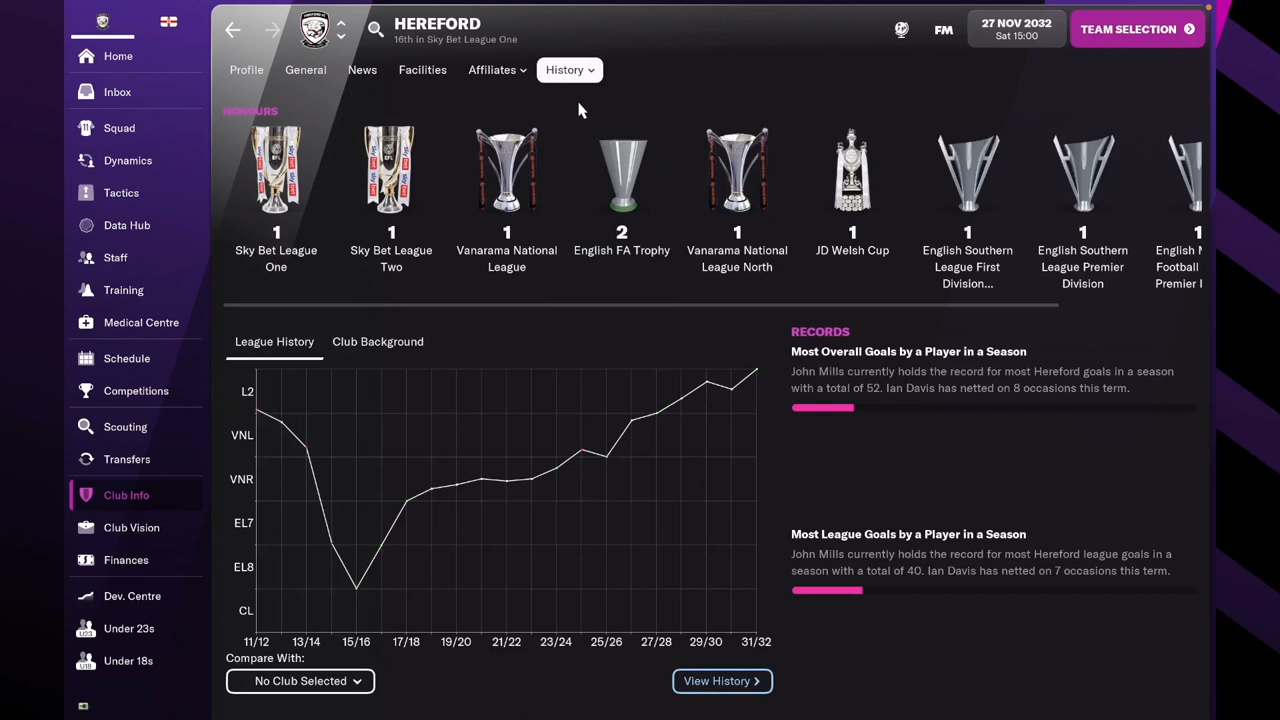 HEREFORD
16th in Sky Bet League One
FM
27 NOV 2032
Sat 15:00
TEAM SELECTION
Profile
General
News
Facilities
Affiliates
History
Home
Inbox
Squad
Dynamics
Tactics
Data Hub
Staff
Training
Medical Centre
Schedule
Competitions
Scouting
Transfers
Club Info
Club Vision
Finances
Dev. Centre
U23
Under 23s
U18
Under 18s
HONOURS
1
Sky Bet League
One
1
Sky Bet League
Two
1
Vanarama National
League
2
English FA Trophy
1
Vanarama National
League North
1
JD Welsh Cup
1
English Southern
League First
Division...
1
English Southern
League Premier
Division
1
English M
Football
Premier I
League History
Club Background
L2
VNL
VNR
EL7
EL8
CL
11/12
13/14
15/16
17/18
19/20
21/22
23/24
25/26
27/28
29/30
31/32
Compare With:
No Club Selected
View History
RECORDS
Most Overall Goals by a Player in a Season
John Mills currently holds the record for most Hereford goals in a season
with a total of 52. Ian Davis has netted on 8 occasions this term.
Most League Goals by a Player in a Season
John Mills currently holds the record for most Hereford league goals in a
season with a total of 40. Ian Davis has netted on 7 occasions this term.